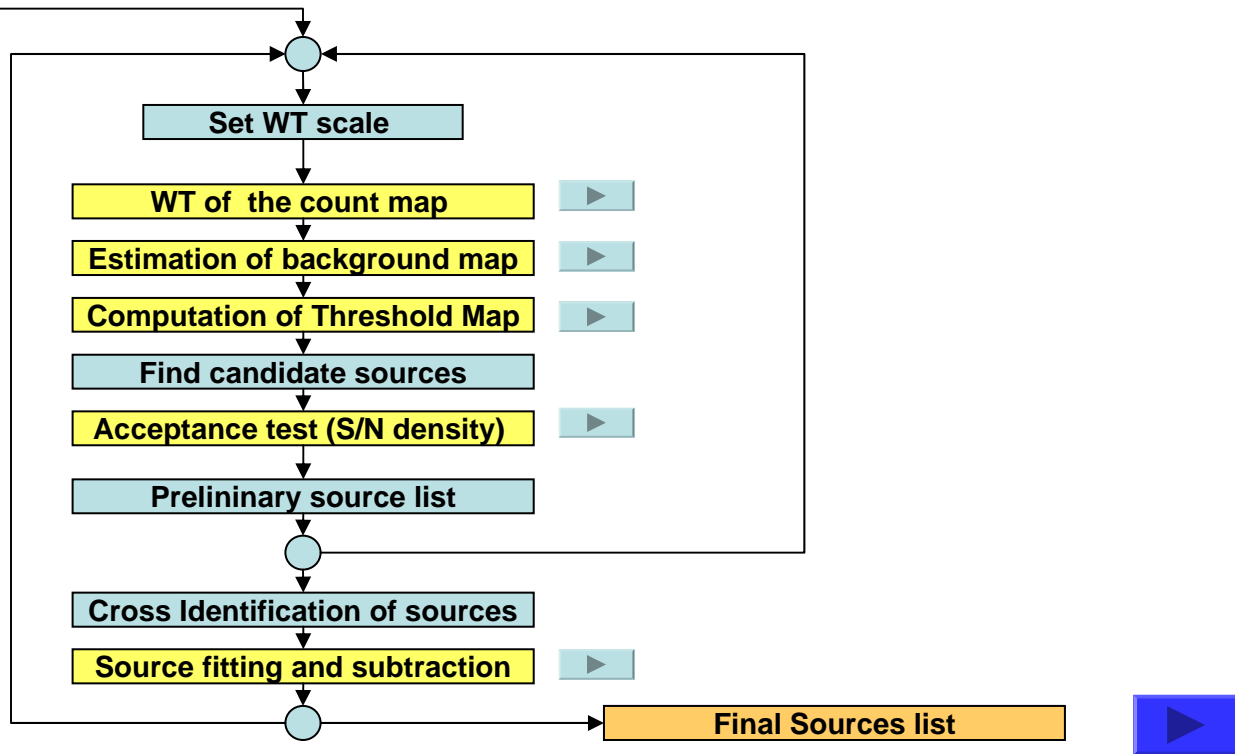 Set WT scale
WT of the count map
Estimation of background map
Computation of Threshold Map
Find candidate sources
Acceptance test (S/N density)
Prelininary source list
Cross Identification of sources
Source fitting and subtraction
Final Sources list